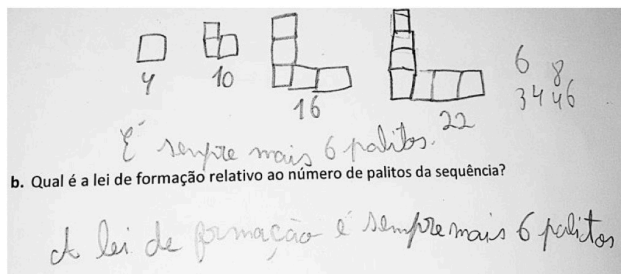 4 10 16 22
6 8
34 46
É sempre mais 6 palitos.
b. Qual é a lei de formação relativo ao número de palitos da sequência?
A lei de formação é sempre mais 6 palitos